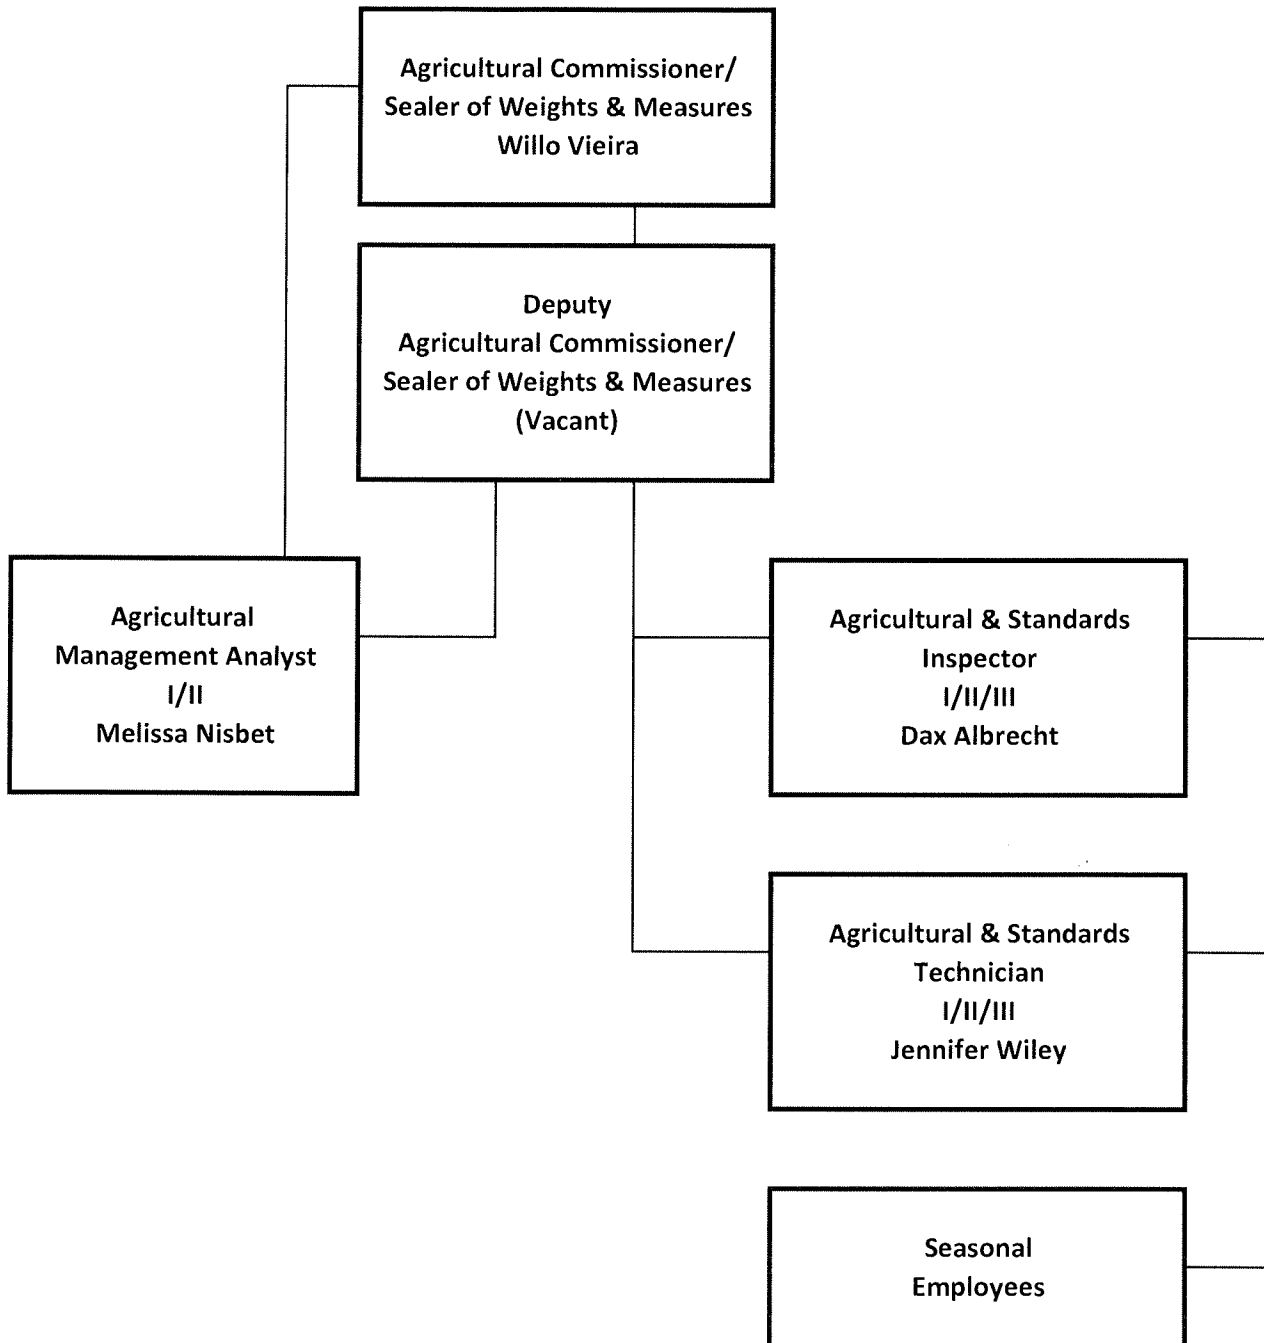 Agricultural Commissioner/
Sealer of Weights & Measures
Willo Vieira
Deputy
Agricultural Commissioner/
Sealer of Weights & Measures
(Vacant)
Agricultural
Management Analyst
I/II
Melissa Nisbet
Agricultural & Standards
Inspector
I/II/III
Dax Albrecht
Agricultural & Standards
Technician
I/II/III
Jennifer Wiley
Seasonal
Employees